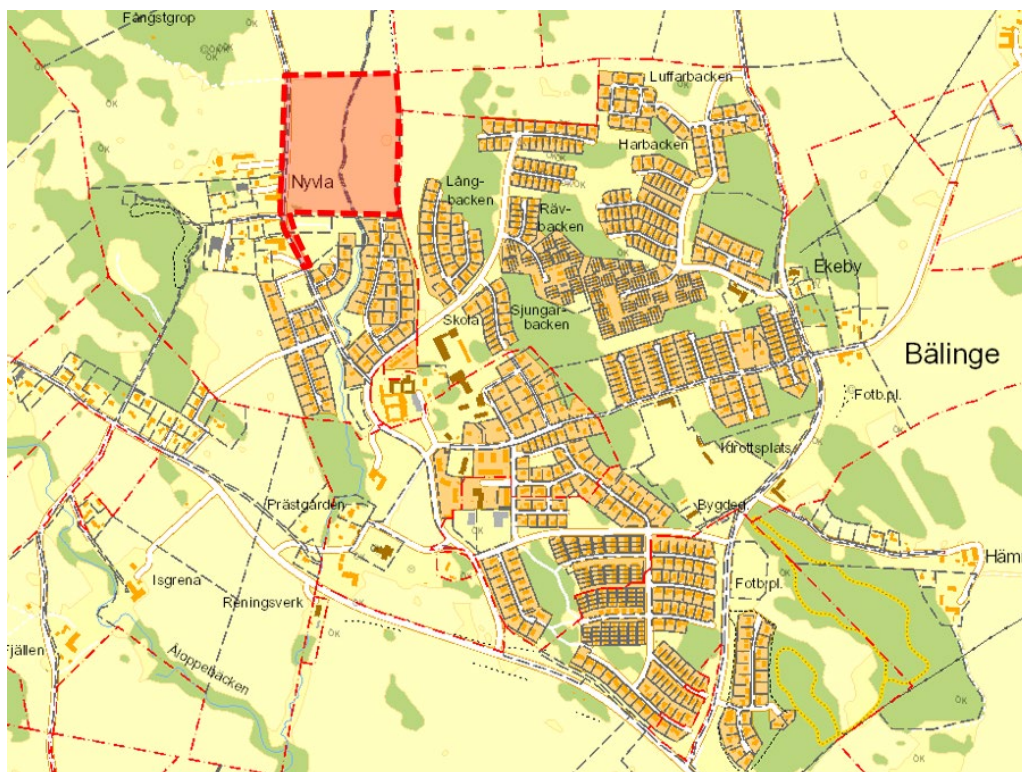 Fångstgrop
Luffarbacken
Harbacken
Nyvla
Lång-
backen
Räv-
backen
Ekeby
Skola
Sjungar-
backen
Bälinge
Fotb.pl.
Idrottsplats
Prästgården
Bygdeg.
Isgrena
Reningsverk
Fotb.pl.
Häm
fjällen
Åloppebäcken